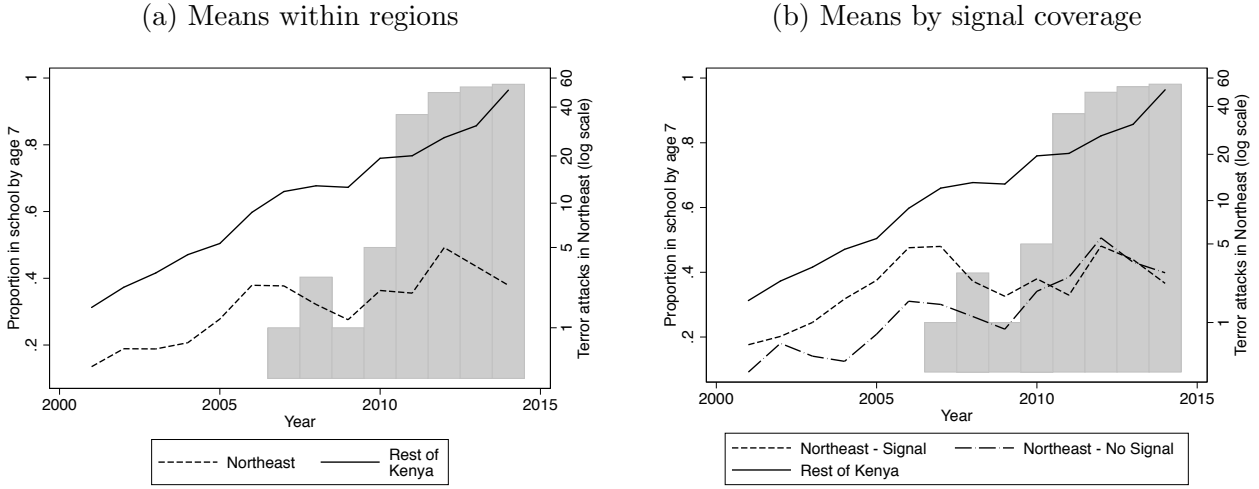 (a) Means within regions
Proportion in school by age 7
1
.8
.6
.4
.2
60
40
20
10
5
1
Terror attacks in Northeast (log scale)
2000
2005
2010
2015
Year
Northeast
Rest of
Kenya
(b) Means by signal coverage
Proportion in school by age 7
1
.8
.6
.4
.2
60
40
20
10
5
1
Terror attacks in Northeast (log scale)
2000
2005
2010
2015
Year
Northeast - Signal
Northeast - No Signal
Rest of Kenya